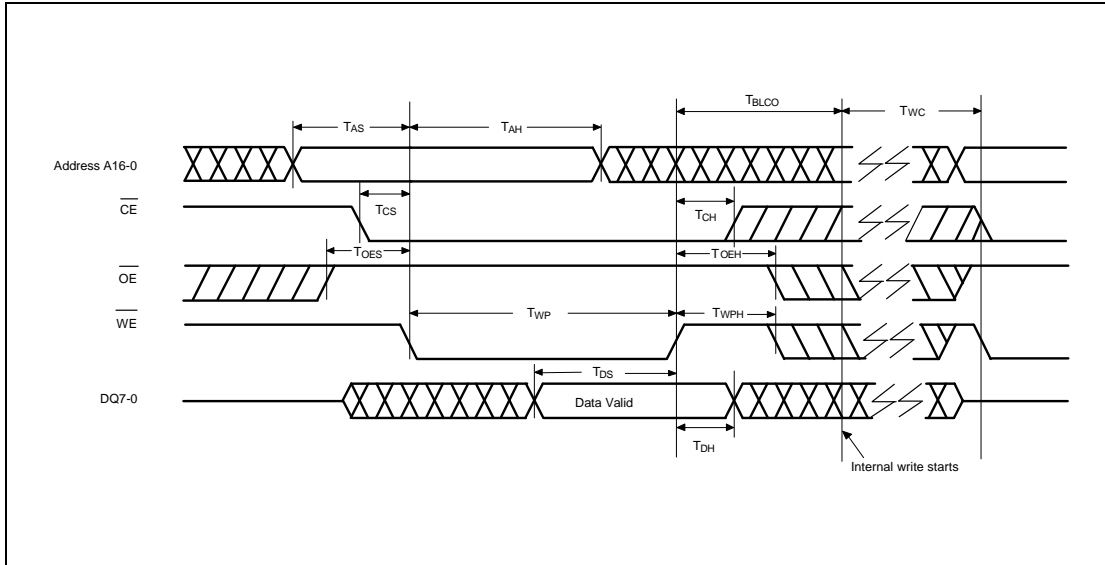 TBLCO
TWC
TAS
TAH
Address A16-0
TCS
CE
TCH
TOES
TOEH
OE
TWP
TWPH
WE
TDS
DQ7-0
Data Valid
TDH
Internal write starts